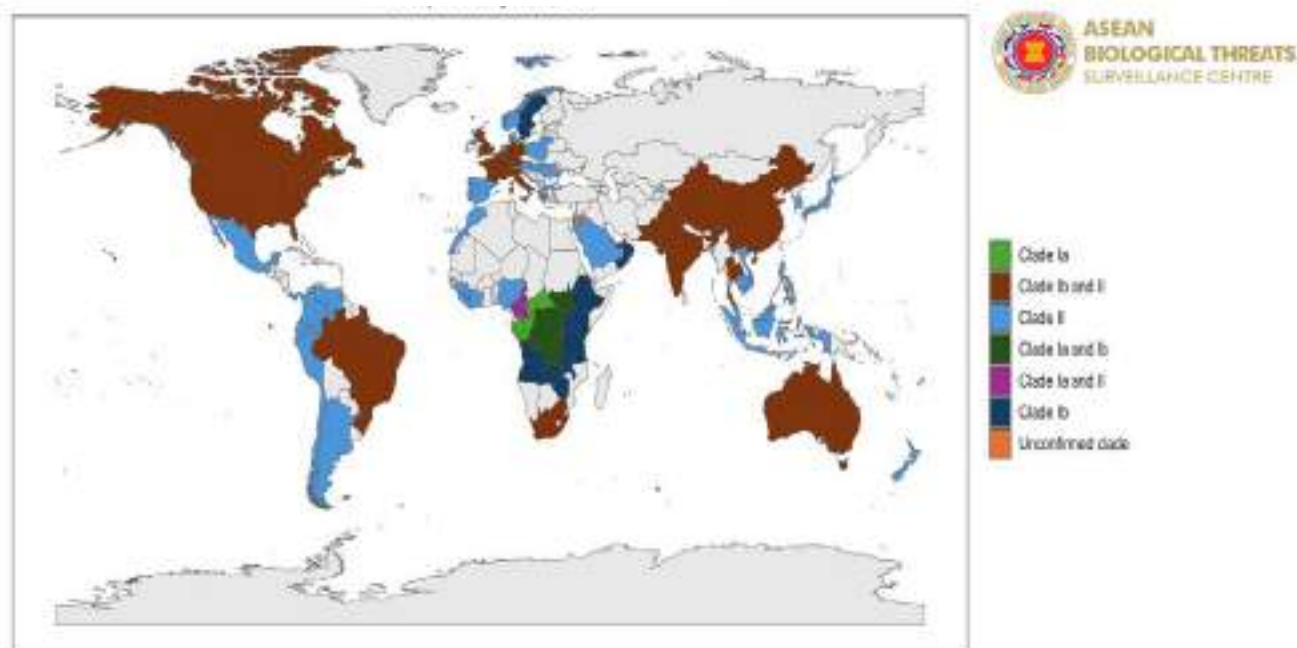 ASEAN
BIOLOGICAL THREATS
SURVEILLANCE CENTRE
Clade Ia
Clade Ib and II
Clade II
Clade Ia and Ib
Clade Ia and II
Clade Ib
Unconfirmed clade